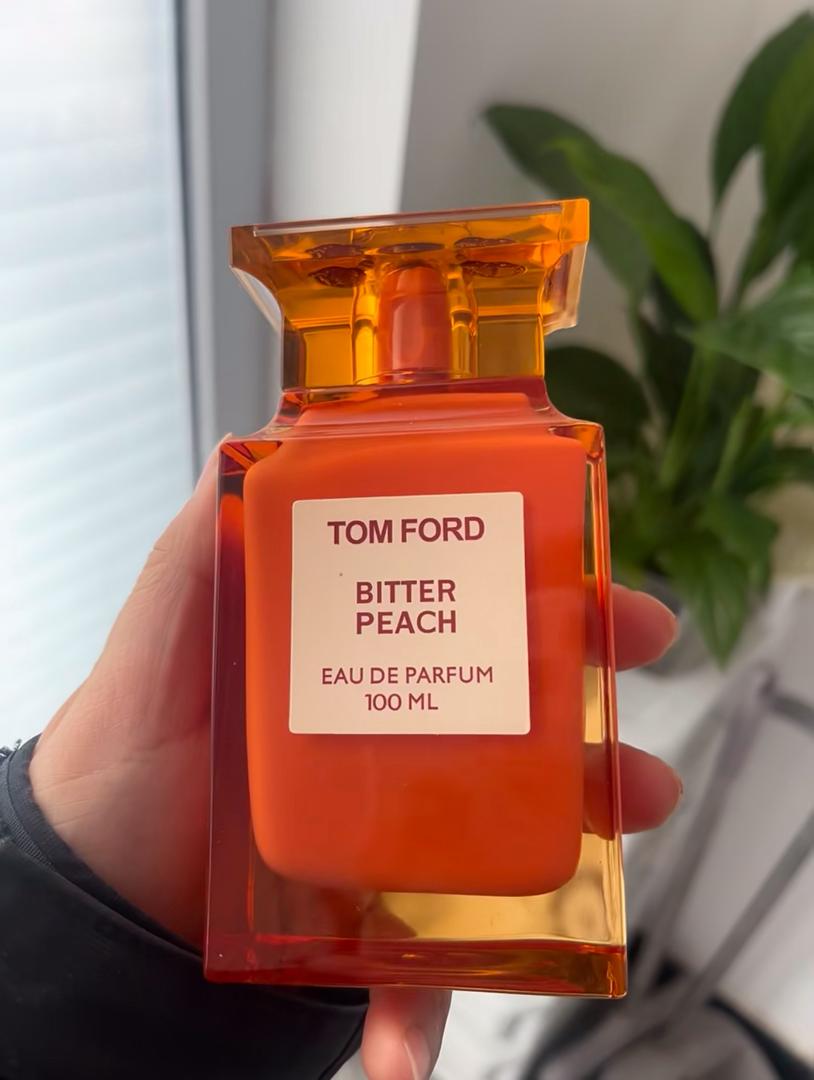 TOM FORD
BITTER
PEACH
EAU DE PARFUM
100 ML